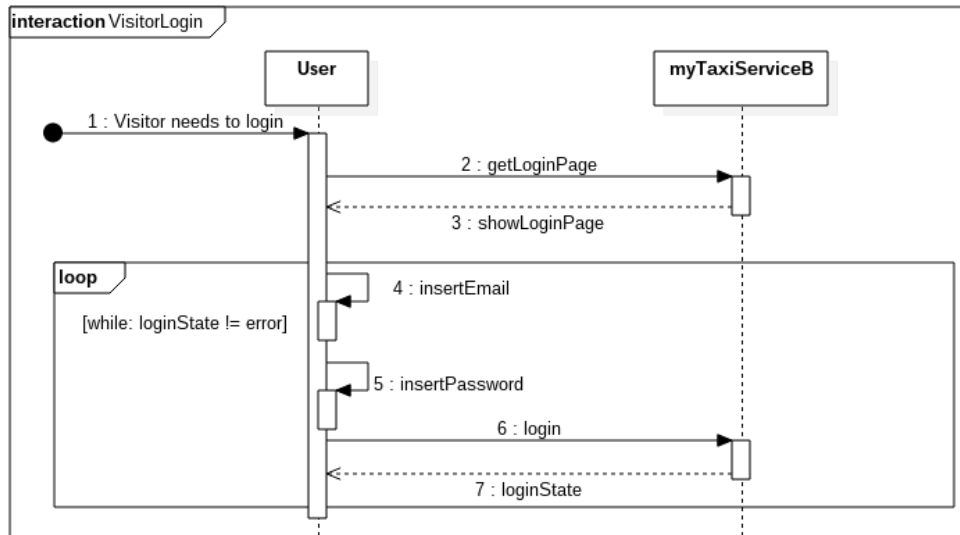 interaction VisitorLogin
User
myTaxiServiceB
1 : Visitor needs to login
2 : getLoginPage
3 : showLoginPage
loop
4 : insertEmail
[while: loginState != error]
5 : insertPassword
6 : login
7 : loginState